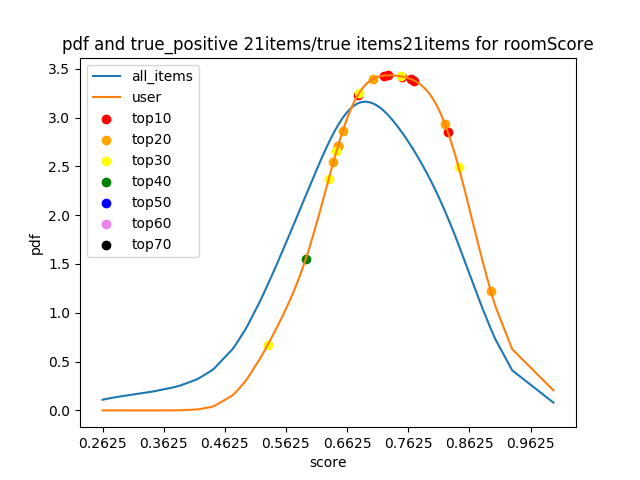 pdf and true_positive 21items/true items21items for roomScore
all_items
user
top10
top20
top30
top40
top50
top60
top70
pdf
3.5
3.0
2.5
2.0
1.5
1.0
0.5
0.0
0.2625 0.3625 0.4625 0.5625 0.6625 0.7625 0.8625 0.9625
score